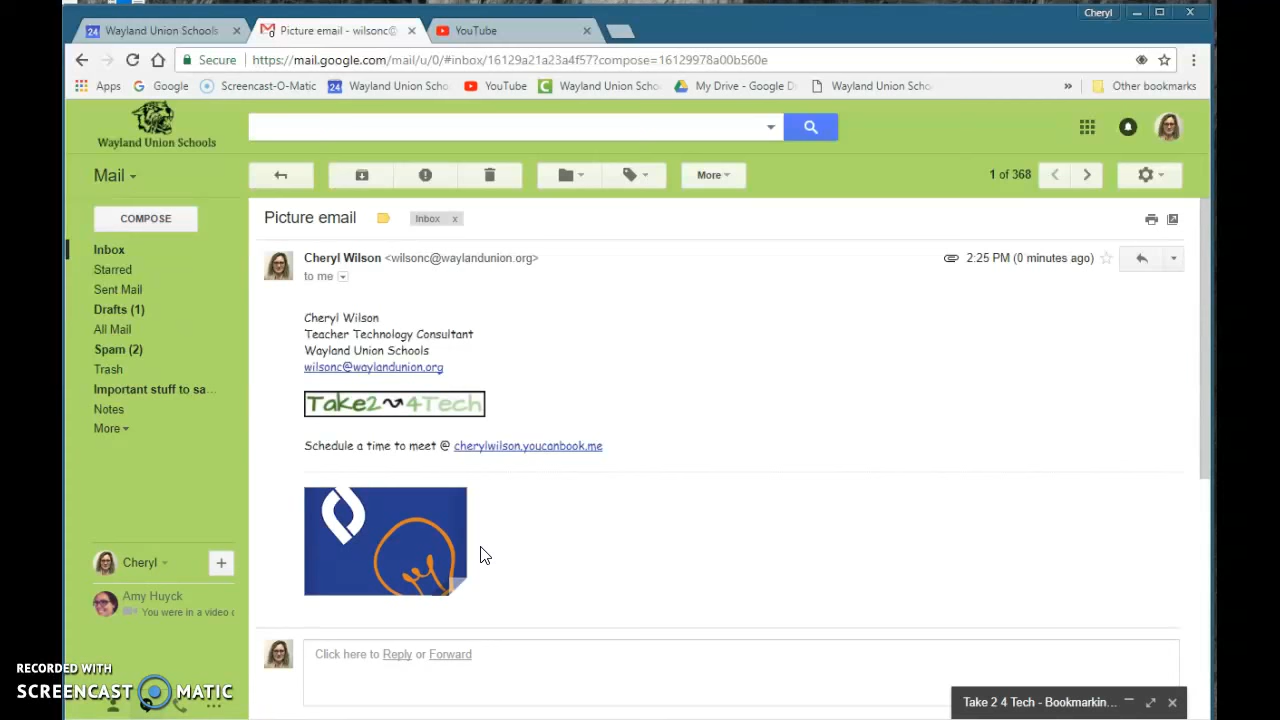 Cheryl
Wayland Union Schools
Picture email - wilsonc@
YouTube
Secure
https://mail.google.com/mail/u/0/#inbox/16129a21a23a4f57?compose=16129978a00b560e
Apps
Google
Screencast-O-Matic
24
Wayland Union Scho
YouTube
Wayland Union Scho
My Drive - Google D
Wayland Union Scho
» Other bookmarks
Wayland Union Schools
Mail
More
1 of 368
COMPOSE
Picture email
Inbox x
Inbox
Starred
Sent Mail
Drafts (1)
All Mail
Spam (2)
Trash
Important stuff to sa...
Notes
More
Cheryl Wilson <wilsonc@waylandunion.org>
2:25 PM (0 minutes ago)
to me
Cheryl Wilson
Teacher Technology Consultant
Wayland Union Schools
wilsonc@waylandunion.org
Take2 4Tech
Schedule a time to meet @ cherylwilson.youcanbook.me
Cheryl
+
Amy Huyck
You were in a video c
Click here to Reply or Forward
RECORDED WITH
SCREENCAST MATIC
Take 2 4 Tech - Bookmarkin...